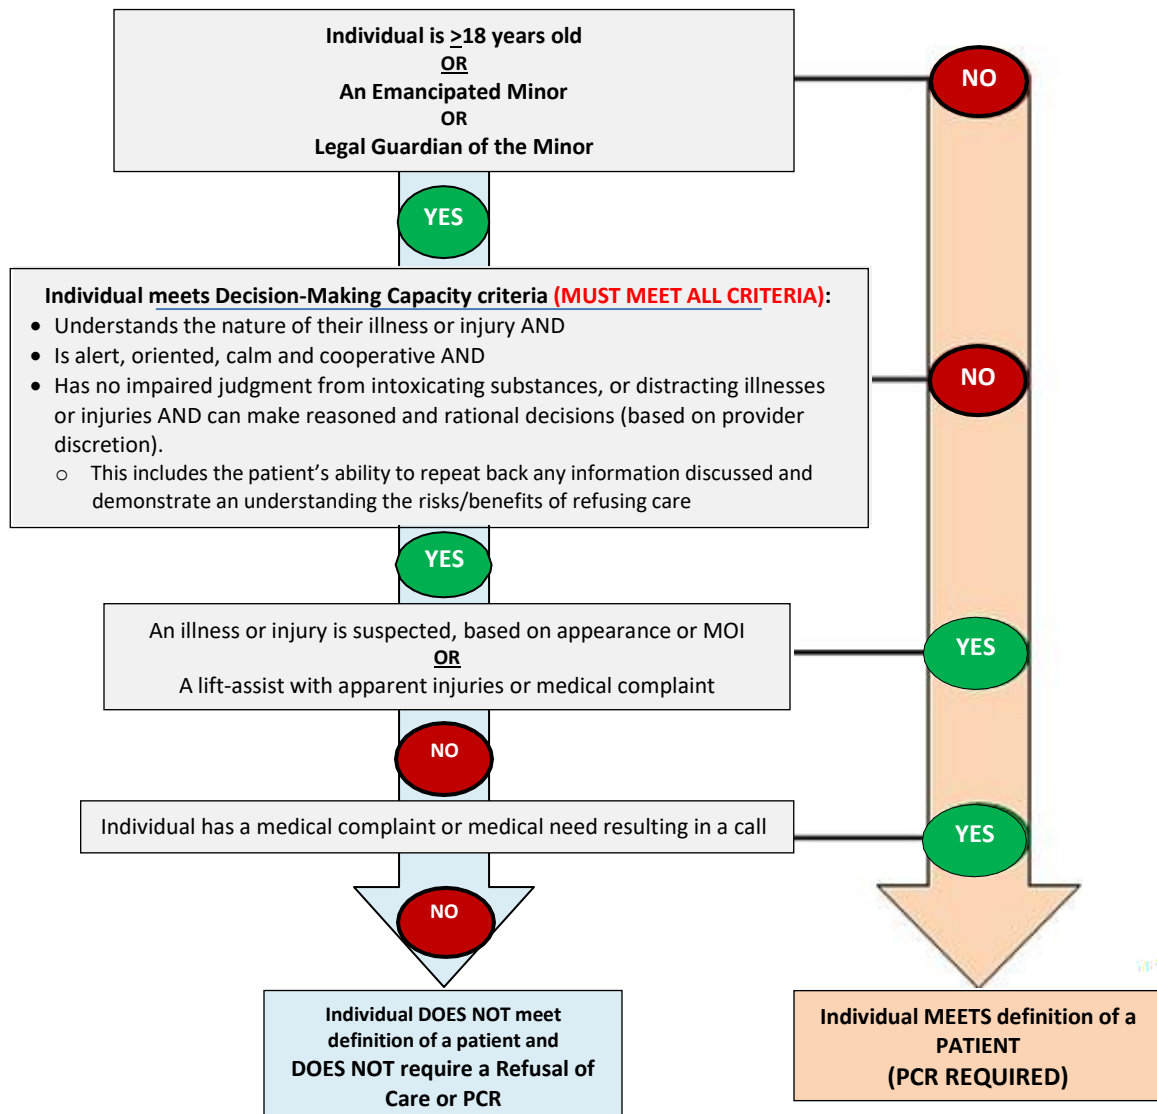 Individual is >18 years old
OR
An Emancipated Minor
OR
Legal Guardian of the Minor
NO
YES
Individual meets Decision-Making Capacity criteria (MUST MEET ALL CRITERIA):
• Understands the nature of their illness or injury AND
• Is alert, oriented, calm and cooperative AND
• Has no impaired judgment from intoxicating substances, or distracting illnesses
or injuries AND can make reasoned and rational decisions (based on provider
discretion).
o This includes the patient’s ability to repeat back any information discussed and
demonstrate an understanding the risks/benefits of refusing care
NO
YES
An illness or injury is suspected, based on appearance or MOI
OR
A lift-assist with apparent injuries or medical complaint
YES
NO
Individual has a medical complaint or medical need resulting in a call
YES
NO
Individual DOES NOT meet
definition of a patient and
DOES NOT require a Refusal of
Care or PCR
Individual MEETS definition of a
PATIENT
(PCR REQUIRED)